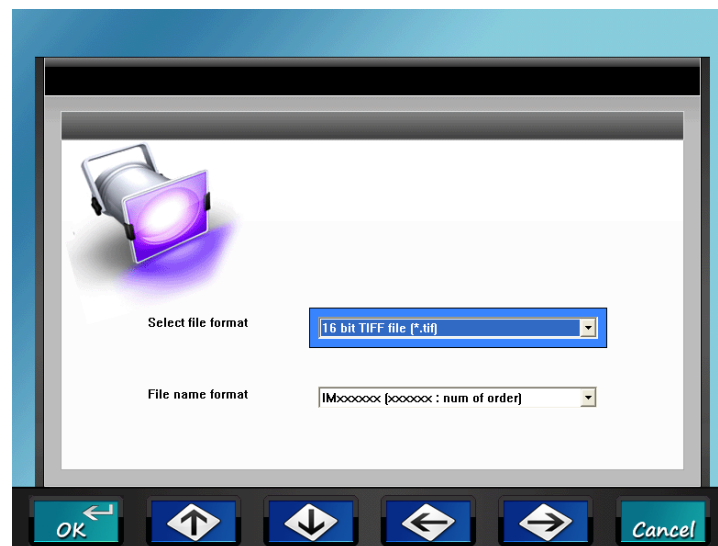 Select file format
16 bit TIFF file (*.tif)
File name format
IMxxxxxx (xxxxxx : num of order)
OK
Cancel